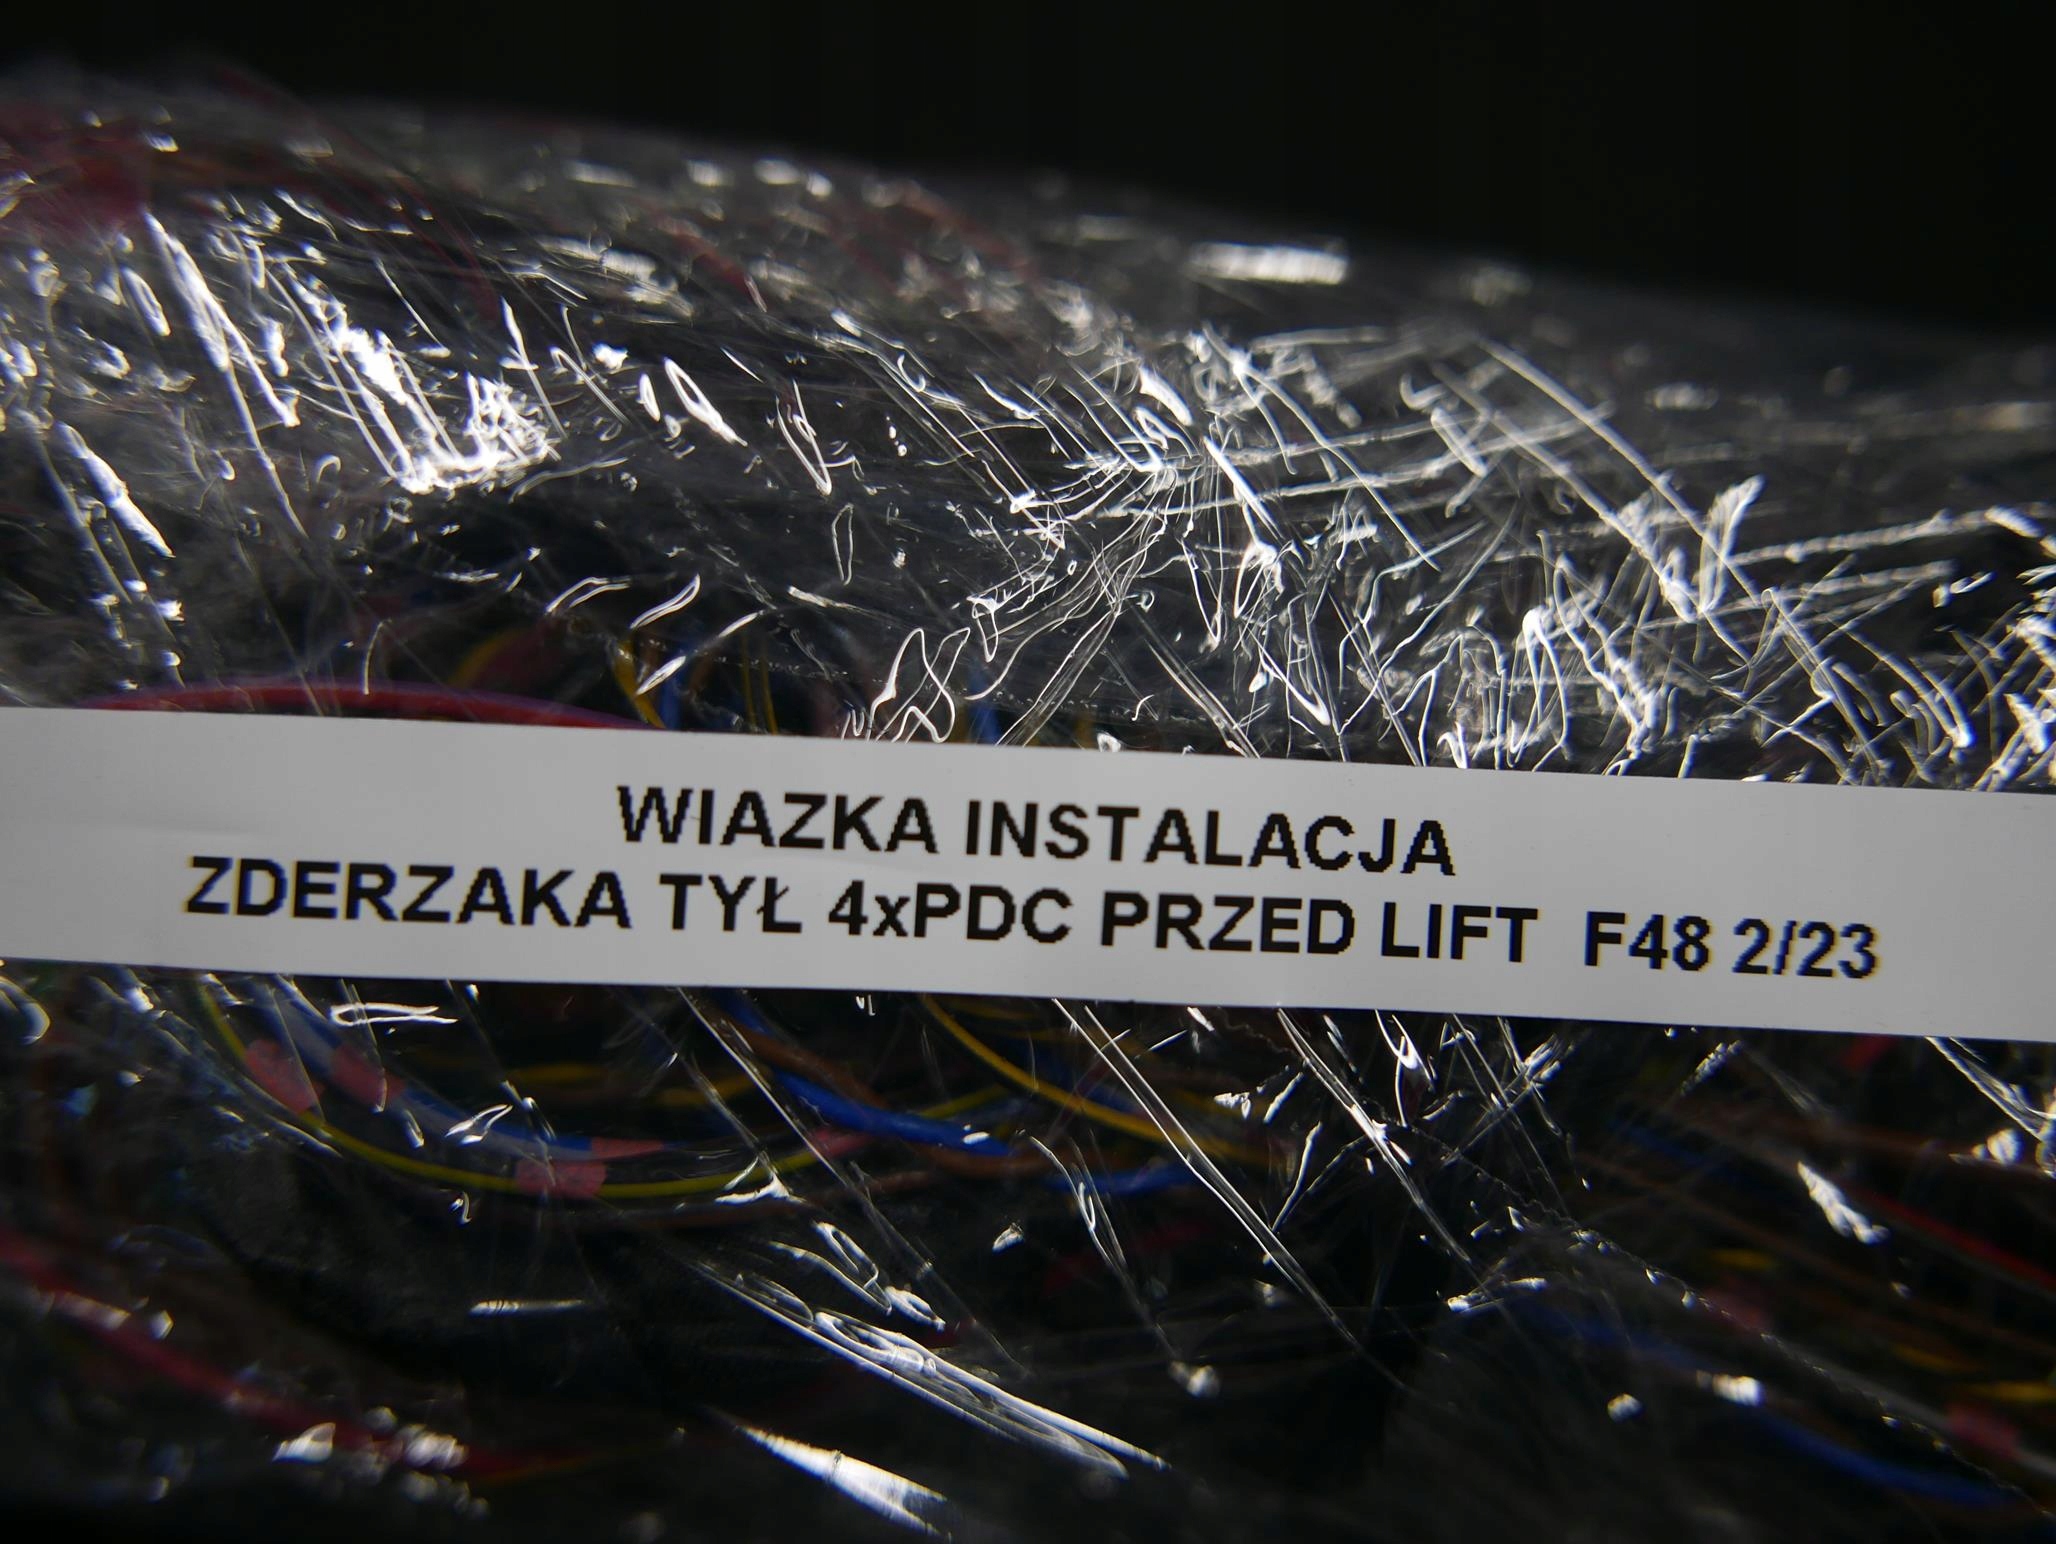 WIAZKA INSTALACJA
ZDERZAKA TYŁ 4xPDC PRZED LIFT F48 2/23